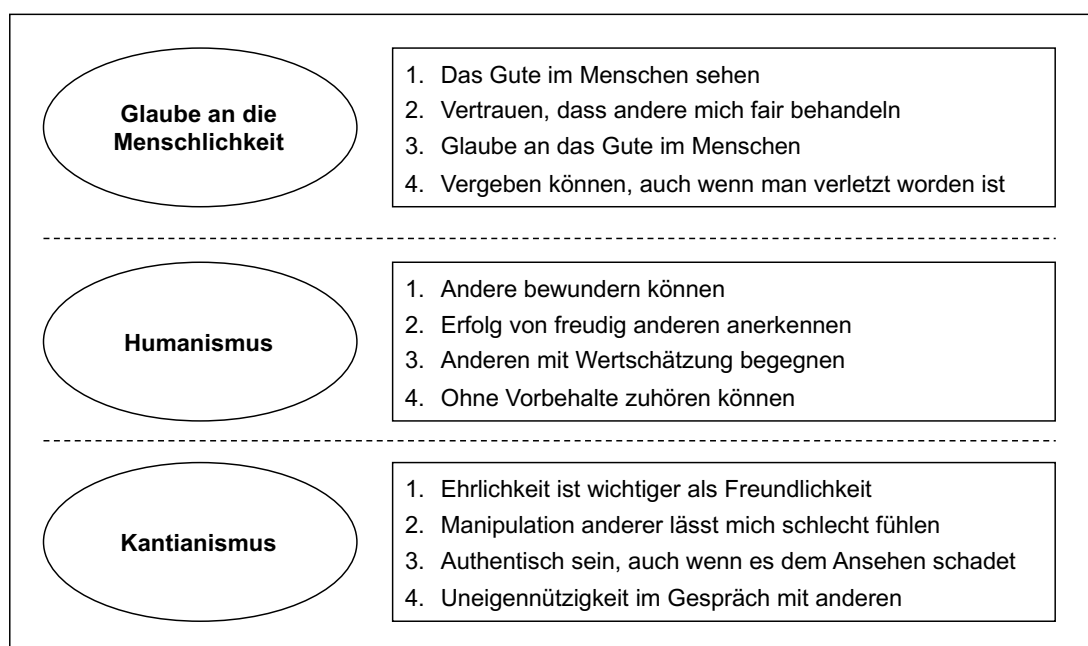 Glaube an die
Menschlichkeit
1. Das Gute im Menschen sehen
2. Vertrauen, dass andere mich fair behandeln
3. Glaube an das Gute im Menschen
4. Vergeben können, auch wenn man verletzt worden ist
Humanismus
1. Andere bewundern können
2. Erfolg von freudig anderen anerkennen
3. Anderen mit Wertschätzung begegnen
4. Ohne Vorbehalte zuhören können
Kantianismus
1. Ehrlichkeit ist wichtiger als Freundlichkeit
2. Manipulation anderer lässt mich schlecht fühlen
3. Authentisch sein, auch wenn es dem Ansehen schadet
4. Uneigennützigkeit im Gespräch mit anderen